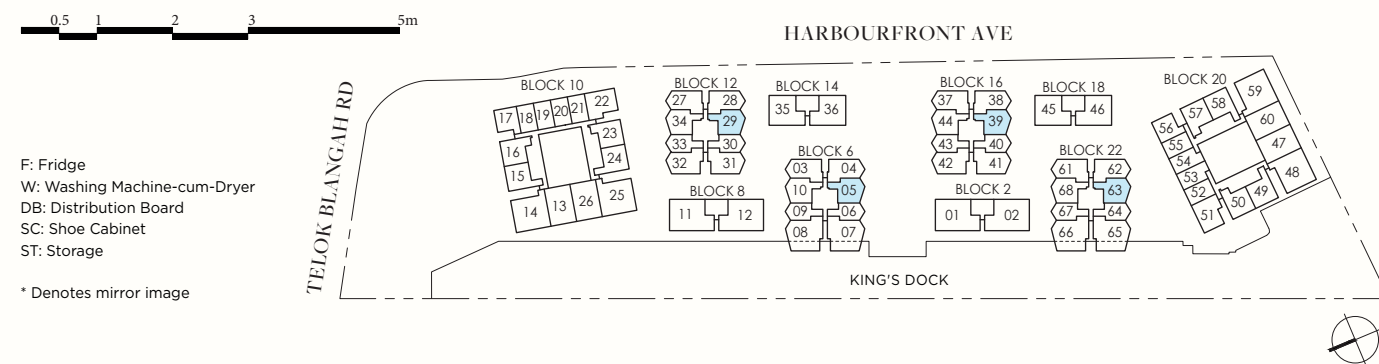 0.5 1 2 3 5m
HARBOURFRONT AVE
TELOK BLANGAH RD
F: Fridge
W: Washing Machine-cum-Dryer
DB: Distribution Board
SC: Shoe Cabinet
ST: Storage
* Denotes mirror image
BLOCK 10
17 18 19 20 21 22
16 23
15 24
14 13 26 25
BLOCK 12
27 28
34 29
33 30
32 31
BLOCK 14
35 36
BLOCK 8
11 12
BLOCK 6
03 04
10 05
09 06
08 07
BLOCK 16
37 38
44 39
43 40
42 41
BLOCK 18
45 46
BLOCK 2
01 02
BLOCK 22
61 62
68 63
67 64
66 65
BLOCK 20
59
57 58
56 60
55
54 47
53
52 49 48
51 50
KING'S DOCK